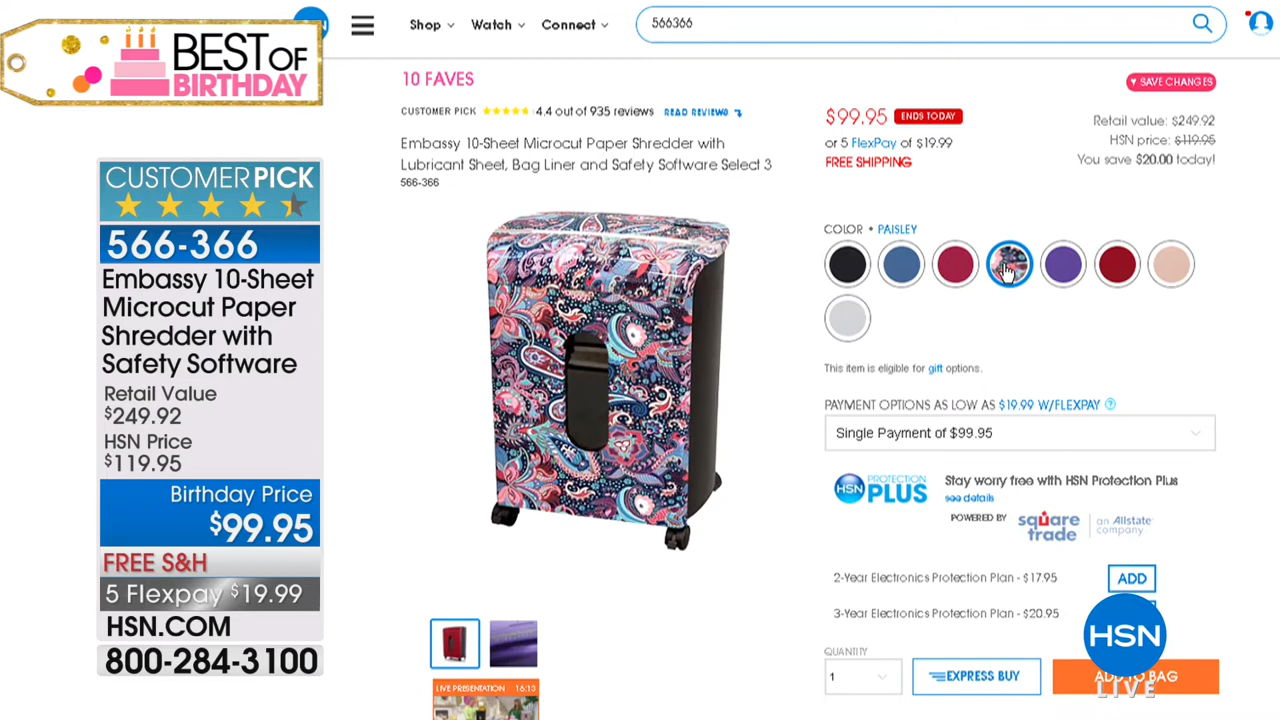 BEST OF
BIRTHDAY
Shop
Watch
Connect
566366
CUSTOMER PICK
566-366
Embassy 10-Sheet
Microcut Paper
Shredder with
Safety Software
Retail Value
$249.92
HSN Price
$119.95
Birthday Price
$99.95
FREE S&H
5 Flexpay $19.99
HSN.COM
800-284-3100
10 FAVES
CUSTOMER PICK 4.4 out of 935 reviews READ REVIEWS
Embassy 10-Sheet Microcut Paper Shredder with
Lubricant Sheet, Bag Liner and Safety Software Select 3
566-366
LIVE PRESENTATION 16:13
♥ SAVE CHANGES
$99.95 ENDS TODAY
or 5 FlexPay of $19.99
FREE SHIPPING
Retail value: $249.92
HSN price: $119.95
You save $20.00 today!
COLOR • PAISLEY
This item is eligible for gift options.
PAYMENT OPTIONS AS LOW AS $19.99 W/FLEXPAY ?
Single Payment of $99.95
HSN PROTECTION
PLUS
Stay worry free with HSN Protection Plus
see details
POWERED BY
square
trade
an Allstate
company
2-Year Electronics Protection Plan - $17.95
ADD
3-Year Electronics Protection Plan - $20.95
QUANTITY
1
EXPRESS BUY
ADD TO BAG
HSN
LIVE